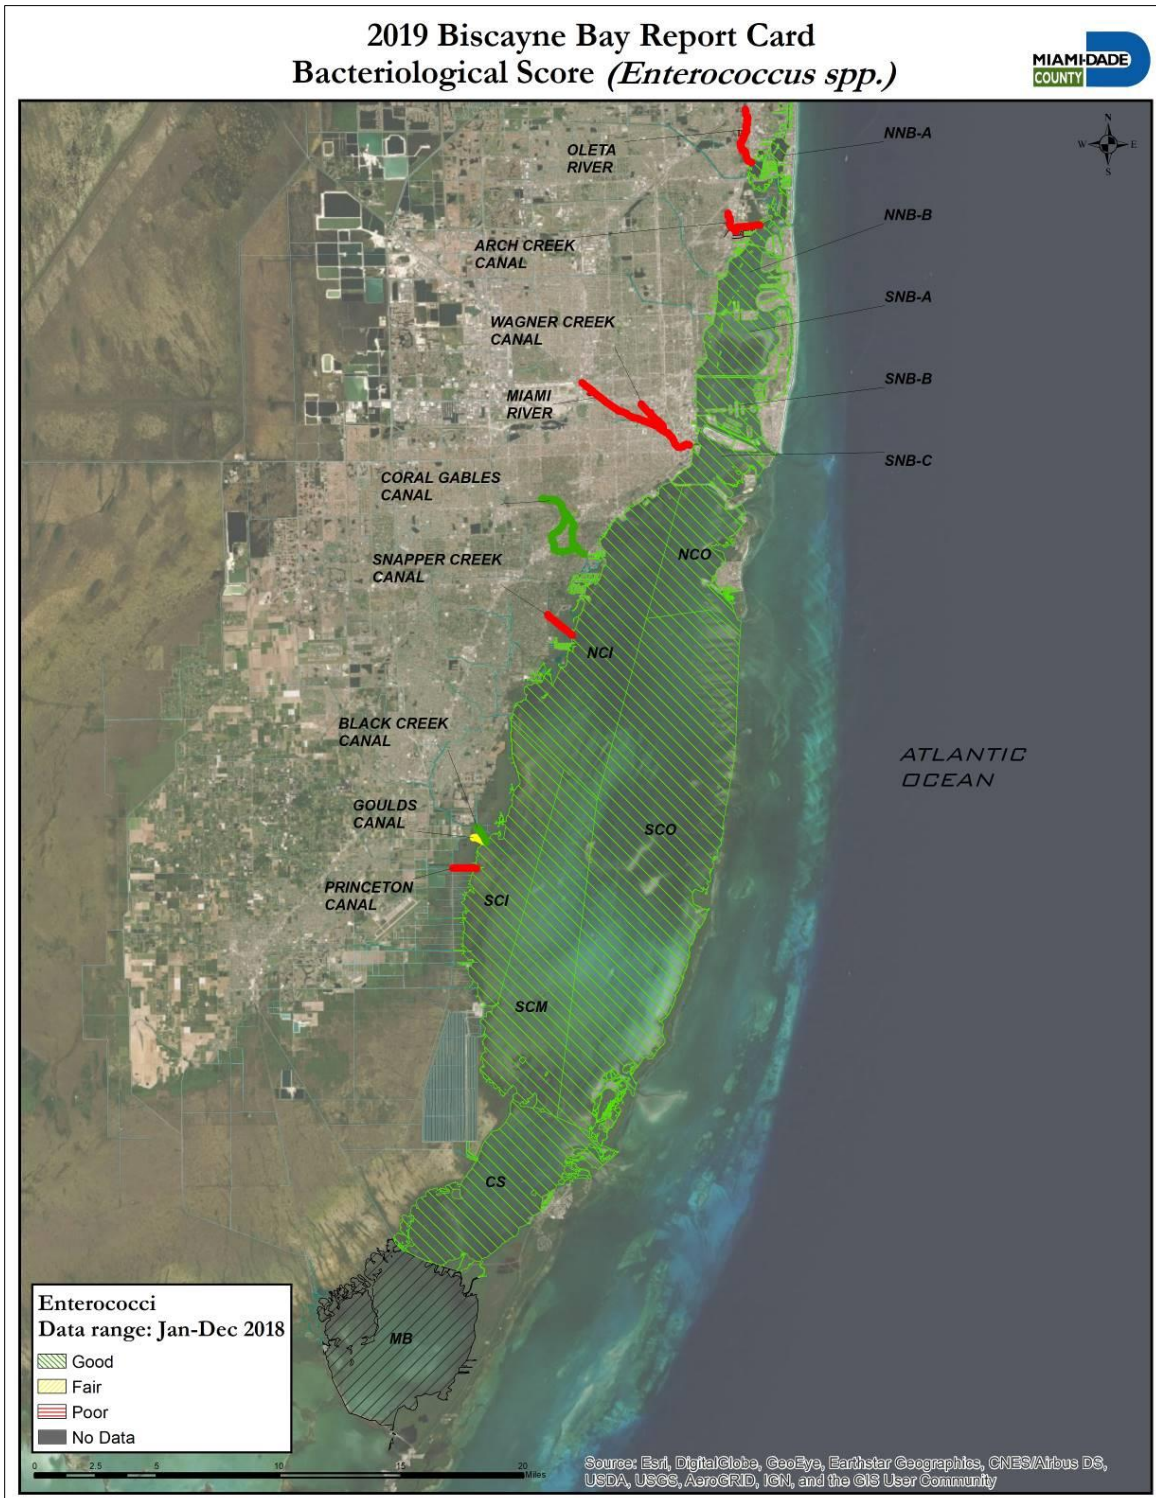 2019 Biscayne Bay Report Card
Bacteriological Score (Enterococcus spp.)
MIAMI-DADE
COUNTY
N
W E
S
OLETA
RIVER
NNB-A
NNB-B
ARCH CREEK
CANAL
SNB-A
WAGNER CREEK
CANAL
SNB-B
MIAMI
RIVER
SNB-C
CORAL GABLES
CANAL
NCO
SNAPPER CREEK
CANAL
NCI
BLACK CREEK
CANAL
ATLANTIC
OCEAN
GOULDS
CANAL
SCO
PRINCETON
CANAL
SCI
SCM
CS
MB
Enterococci
Data range: Jan-Dec 2018
Good
Fair
Poor
No Data
0 2.5 5 10 15 20
Miles
Source: Esri, DigitalGlobe, GeoEye, Earthstar Geographics, CNES/Airbus DS,
USDA, USGS, AeroGRID, IGN, and the GIS User Community